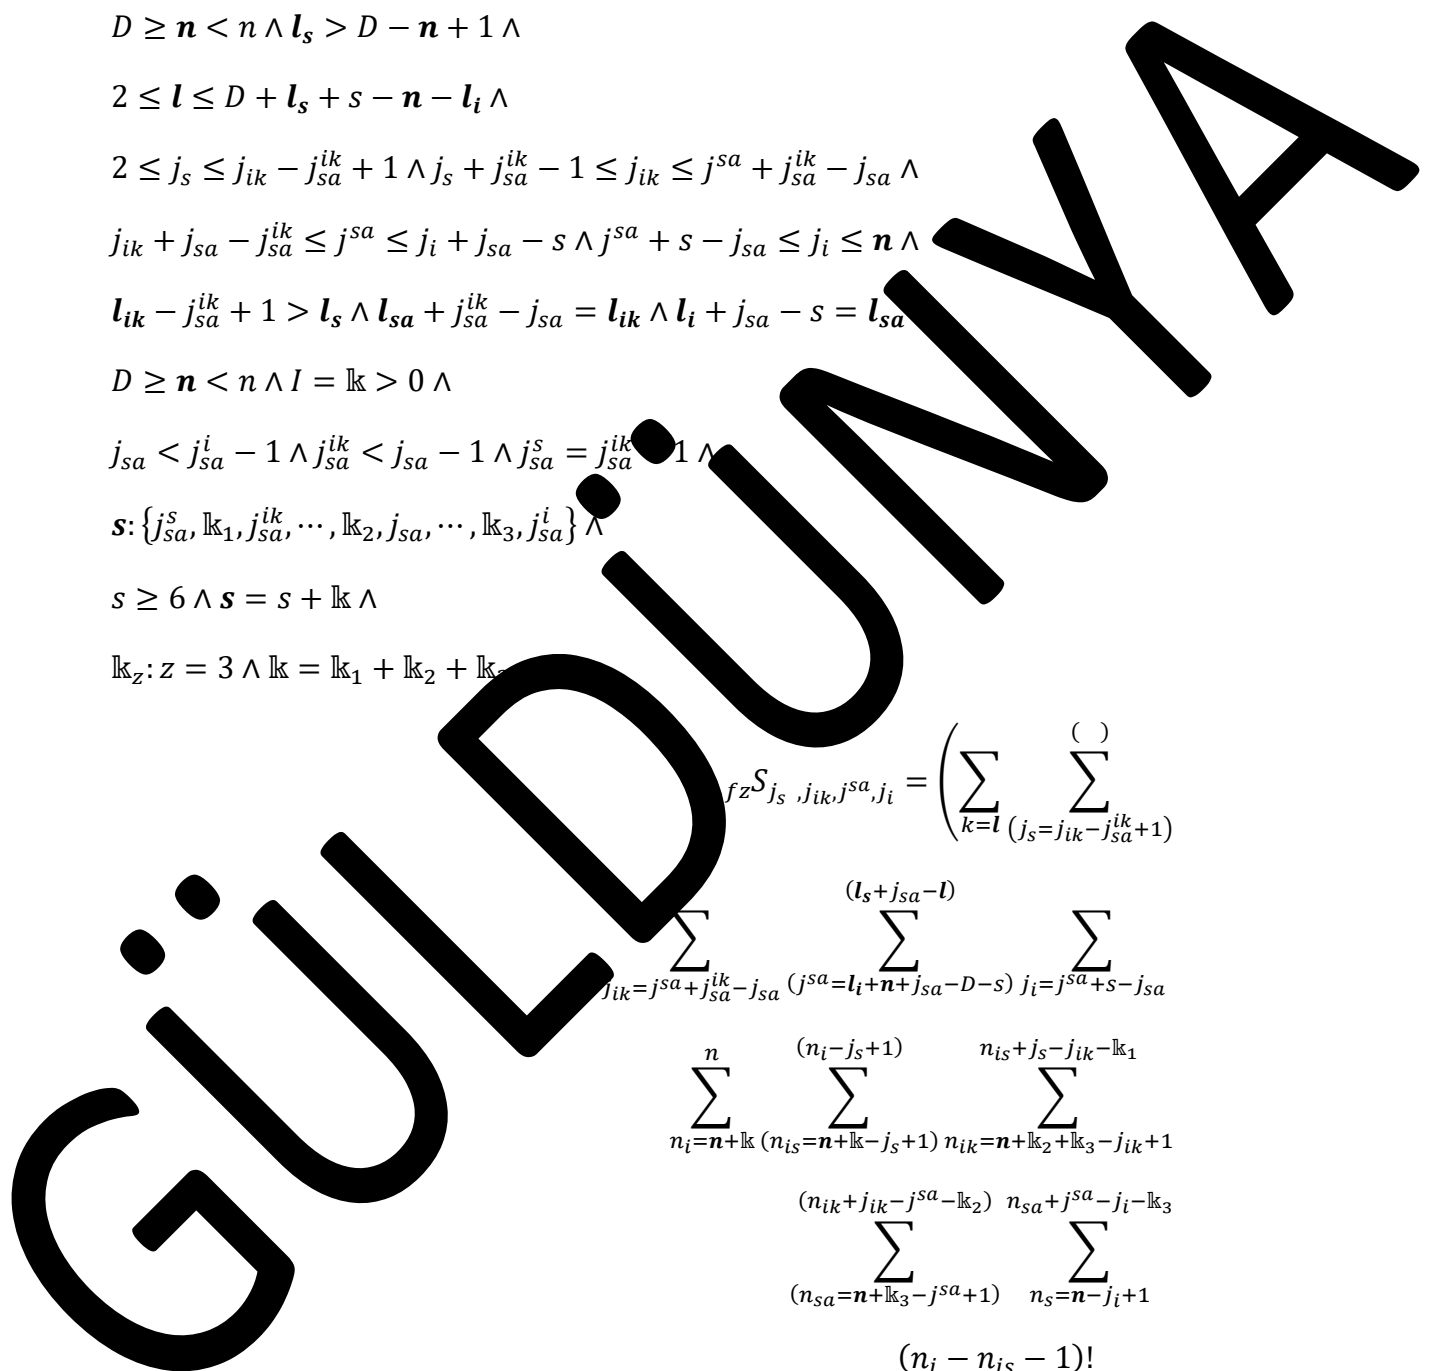 D ≥ 𝒏 < n ∧ 𝒍ₛ > D − 𝒏 + 1 ∧
2 ≤ 𝒍 ≤ D + 𝒍ₛ + s − 𝒏 − 𝒍ᵢ ∧
2 ≤ j_s ≤ j_{ik} − j_{sa}^{ik} + 1 ∧ j_s + j_{sa}^{ik} − 1 ≤ j_{ik} ≤ j^{sa} + j_{sa}^{ik} − j_{sa} ∧
j_{ik} + j_{sa} − j_{sa}^{ik} ≤ j^{sa} ≤ j_i + j_{sa} − s ∧ j^{sa} + s − j_{sa} ≤ j_i ≤ 𝒏 ∧
𝒍_{ik} − j_{sa}^{ik} + 1 > 𝒍_s ∧ 𝒍_{sa} + j_{sa}^{ik} − j_{sa} = 𝒍_{ik} ∧ 𝒍_i + j_{sa} − s = 𝒍_{sa}
D ≥ 𝒏 < n ∧ I = 𝕜 > 0 ∧
j_{sa} < j_{sa}^{i} − 1 ∧ j_{sa}^{ik} < j_{sa} − 1 ∧ j_{sa}^{s} = j_{sa}^{ik} 1 ∧
𝒔: {j_{sa}^{s}, 𝕜_1, j_{sa}^{ik}, ⋯ , 𝕜_2, j_{sa}, ⋯ , 𝕜_3, j_{sa}^{i}} ∧
s ≥ 6 ∧ 𝒔 = s + 𝕜 ∧
𝕜_z: z = 3 ∧ 𝕜 = 𝕜_1 + 𝕜_2 + 𝕜
_{fz}S_{j_s ,j_{ik},j^{sa},j_i} = ( ∑_{k=𝒍} ∑_{(j_s=j_{ik}−j_{sa}^{ik}+1)}^{( )}
∑_{j_{ik}=j^{sa}+j_{sa}^{ik}−j_{sa}} ∑_{(j^{sa}=𝒍_i+𝒏+j_{sa}−D−s)}^{(𝒍_s+j_{sa}−𝒍)} ∑_{j_i=j^{sa}+s−j_{sa}}
∑_{n_i=𝒏+𝕜}^{n} ∑_{(n_{is}=𝒏+𝕜−j_s+1)}^{(n_i−j_s+1)} ∑_{n_{ik}=𝒏+𝕜_2+𝕜_3−j_{ik}+1}^{n_{is}+j_s−j_{ik}−𝕜_1}
∑_{(n_{sa}=𝒏+𝕜_3−j^{sa}+1)}^{(n_{ik}+j_{ik}−j^{sa}−𝕜_2)} ∑_{n_s=𝒏−j_i+1}^{n_{sa}+j^{sa}−j_i−𝕜_3}
(n_i − n_{is} − 1)!
GÜLDÜNYA